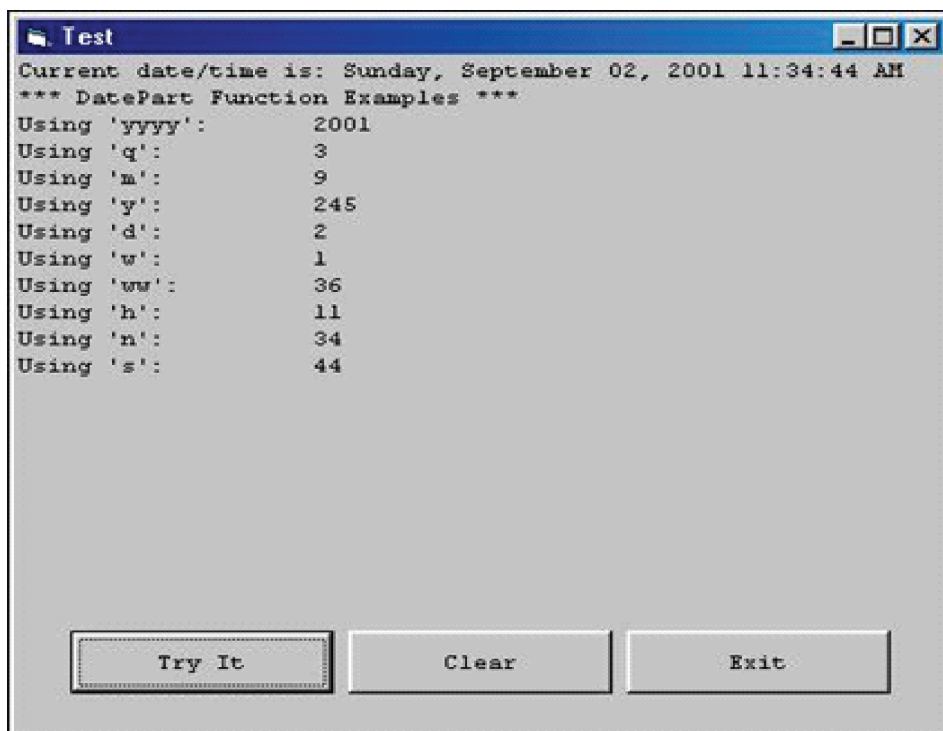 Test
Current date/time is: Sunday, September 02, 2001 11:34:44 AM
*** DatePart Function Examples ***
Using 'yyyy': 2001
Using 'q': 3
Using 'm': 9
Using 'y': 245
Using 'd': 2
Using 'w': 1
Using 'ww': 36
Using 'h': 11
Using 'n': 34
Using 's': 44
Try It Clear Exit